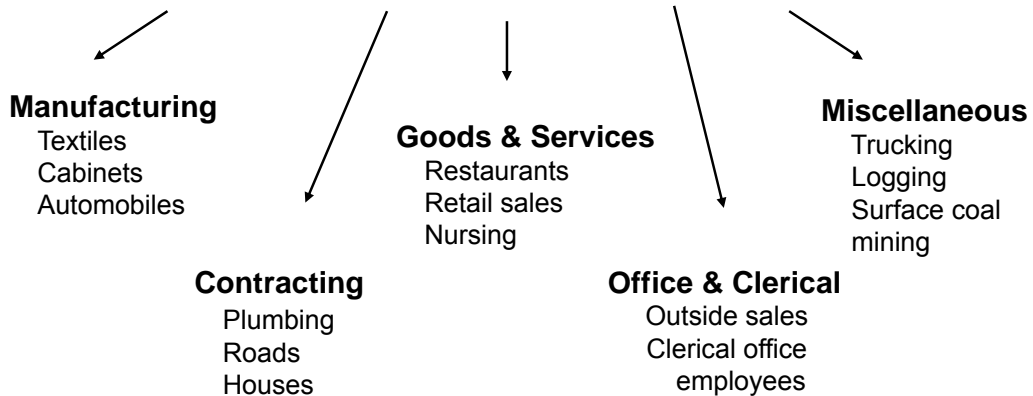 Manufacturing
Textiles
Cabinets
Automobiles
Contracting
Plumbing
Roads
Houses
Goods & Services
Restaurants
Retail sales
Nursing
Office & Clerical
Outside sales
Clerical office
employees
Miscellaneous
Trucking
Logging
Surface coal
mining